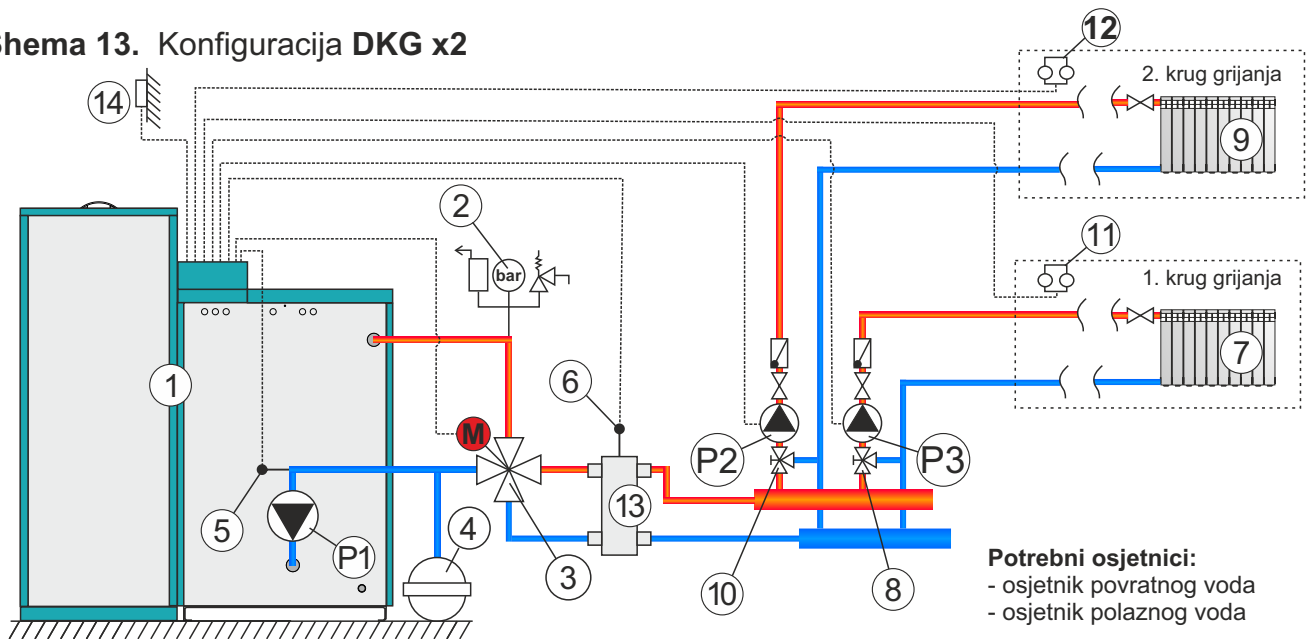 Shema 13. Konfiguracija DKG x2
12
2. krug grijanja
14
9
2
11
bar
1. krug grijanja
7
1
6
M
P2
P3
5
13
P1
4
3
10
8
Potrebni osjetnici:
- osjetnik povratnog voda
- osjetnik polaznog voda